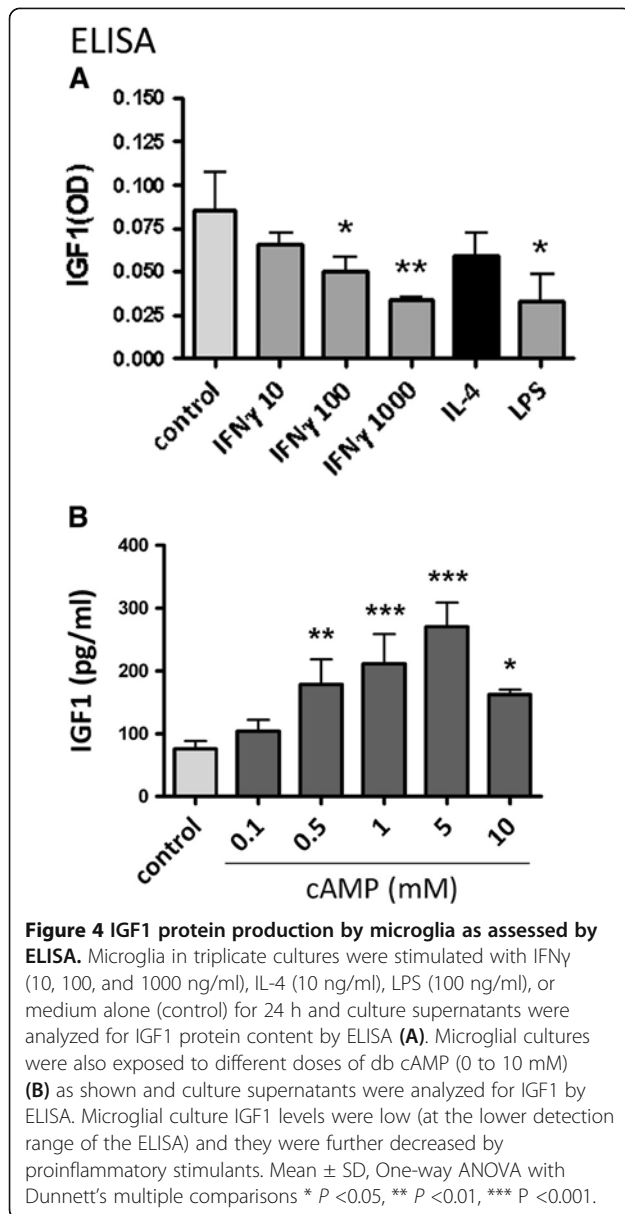 ELISA
A
IGF1(OD)
0.150
0.125
0.100
0.075
0.050
0.025
0.000
*
**
*
control
IFNγ 10
IFNγ 100
IFNγ 1000
IL-4
LPS
B
IGF1 (pg/ml)
400
300
200
100
0
**
***
***
*
control
0.1
0.5
1
5
10
cAMP (mM)
Figure 4 IGF1 protein production by microglia as assessed by
ELISA. Microglia in triplicate cultures were stimulated with IFNγ
(10, 100, and 1000 ng/ml), IL-4 (10 ng/ml), LPS (100 ng/ml), or
medium alone (control) for 24 h and culture supernatants were
analyzed for IGF1 protein content by ELISA (A). Microglial cultures
were also exposed to different doses of db cAMP (0 to 10 mM)
(B) as shown and culture supernatants were analyzed for IGF1 by
ELISA. Microglial culture IGF1 levels were low (at the lower detection
range of the ELISA) and they were further decreased by
proinflammatory stimulants. Mean ± SD, One-way ANOVA with
Dunnett's multiple comparisons * P <0.05, ** P <0.01, *** P <0.001.